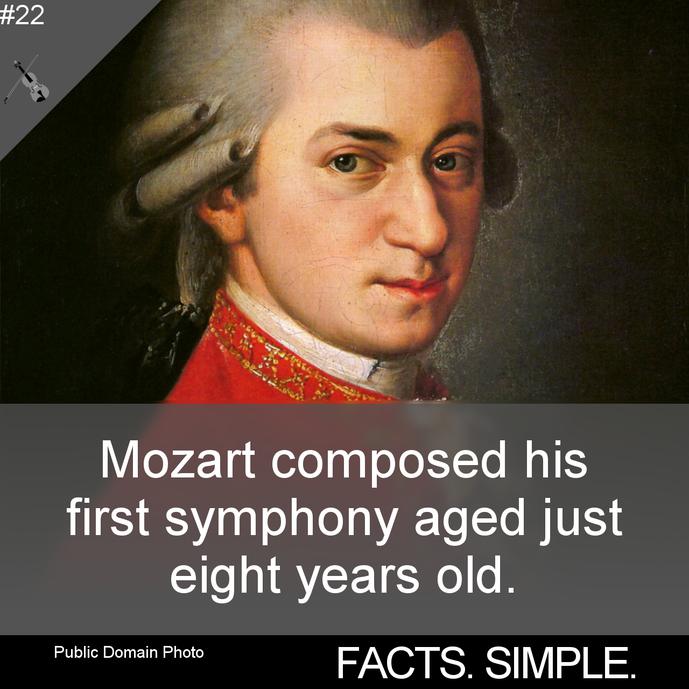 #22
Mozart composed his
first symphony aged just
eight years old.
Public Domain Photo
FACTS. SIMPLE.